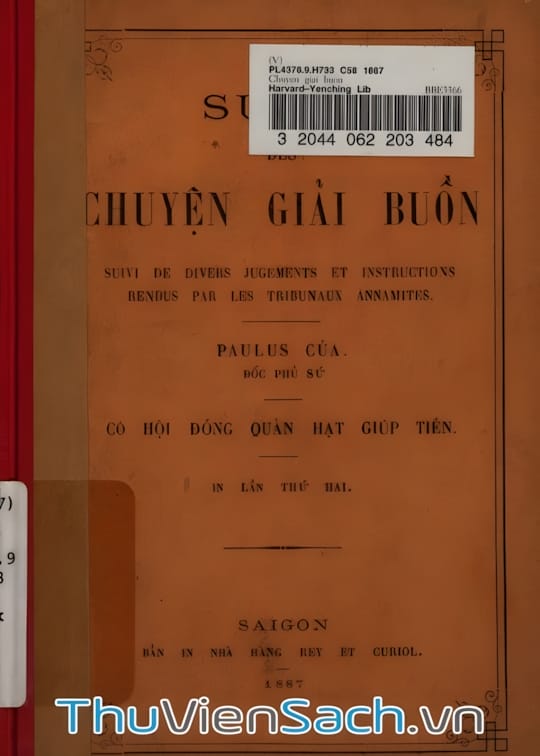 (V)
PL4378.9.H733 C58 1887
Chuyen giai buon
Harvard-Yenching Lib BBE3366
3 2044 062 203 484
SU
DES
CHUYỆN GIẢI BUỒN
SUIVI DE DIVERS JUGEMENTS ET INSTRUCTIONS
RENDUS PAR LES TRIBUNAUX ANNAMITES.
PAULUS CỦA.
ĐỐC PHỦ SỨ
CÓ HỘI ĐỒNG QUẢN HẠT GIÚP TIỀN.
IN LẦN THỨ HAI.
SAIGON
BẢN IN NHÀ HÀNG REY ET CURIOL.
1887
7)
, 9
ThuVienSach.vn